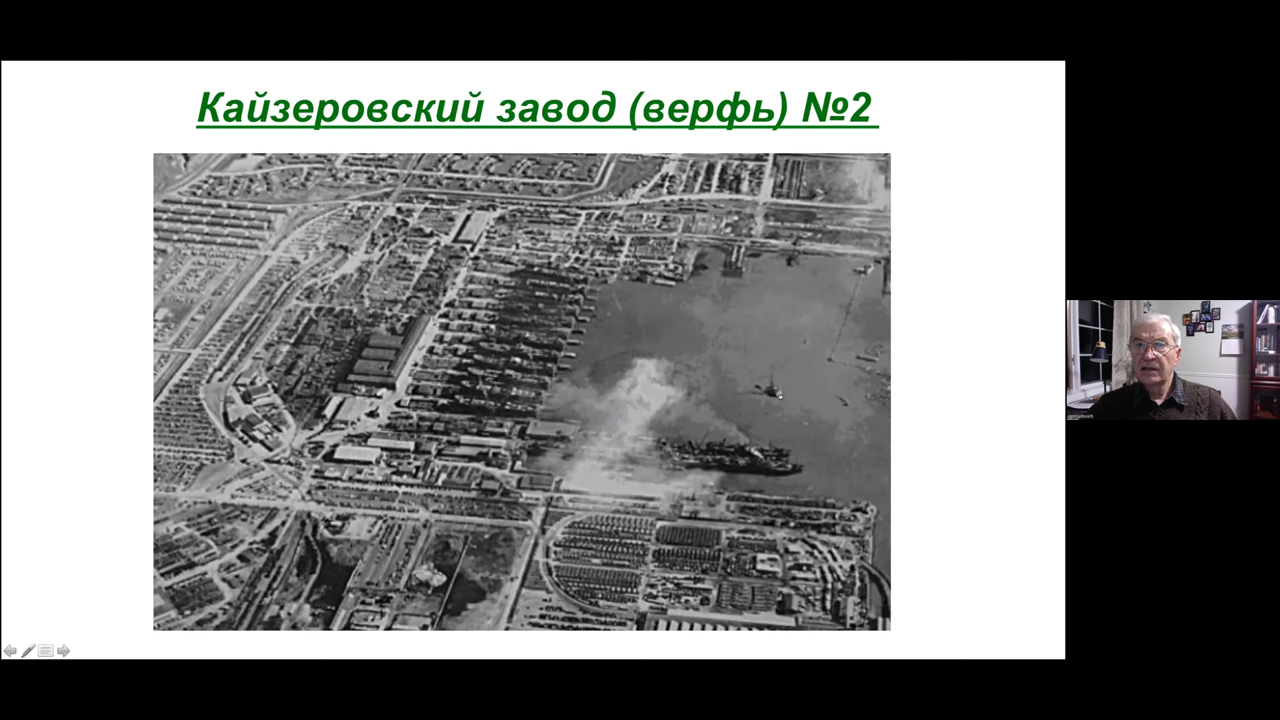 Кайзеровский завод (верфь) №2